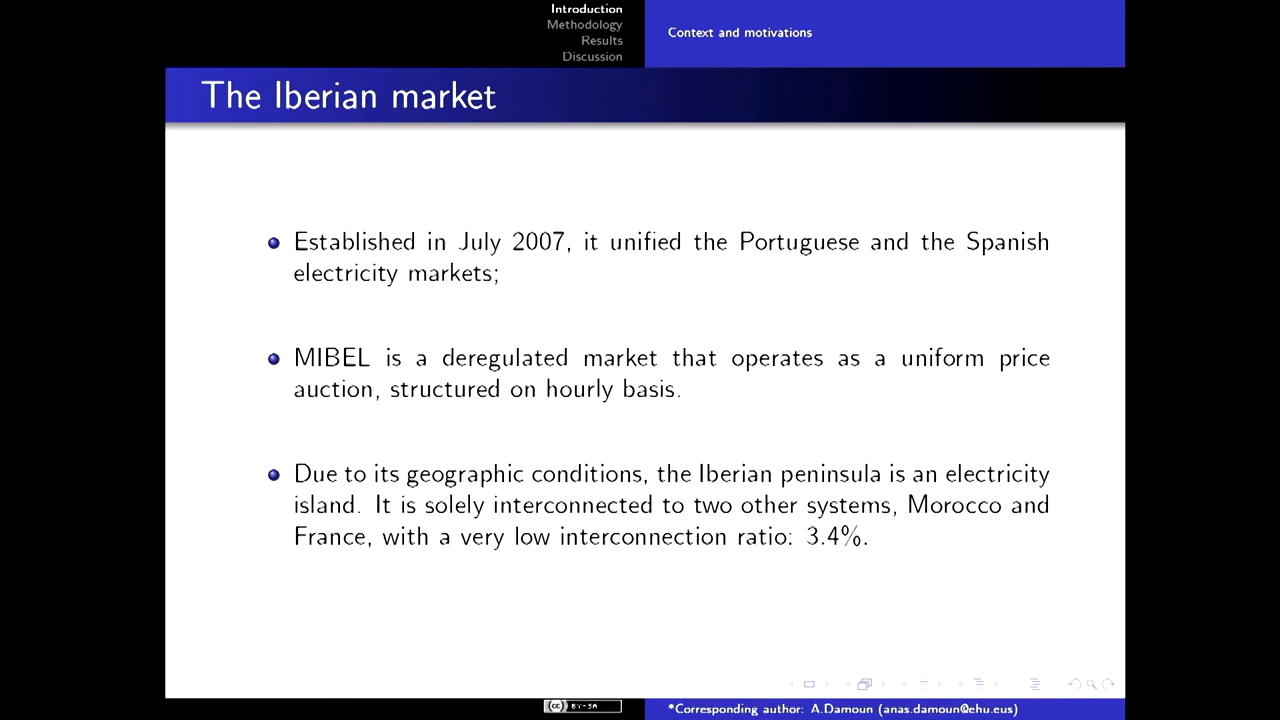 Introduction
Methodology
Results
Discussion
Context and motivations
The Iberian market
Established in July 2007, it unified the Portuguese and the Spanish
electricity markets;
MIBEL is a deregulated market that operates as a uniform price
auction, structured on hourly basis.
Due to its geographic conditions, the Iberian peninsula is an electricity
island. It is solely interconnected to two other systems, Morocco and
France, with a very low interconnection ratio: 3.4%.
(cc) BY-SA
*Corresponding author: A.Damoun (anas.damoun@ehu.eus)